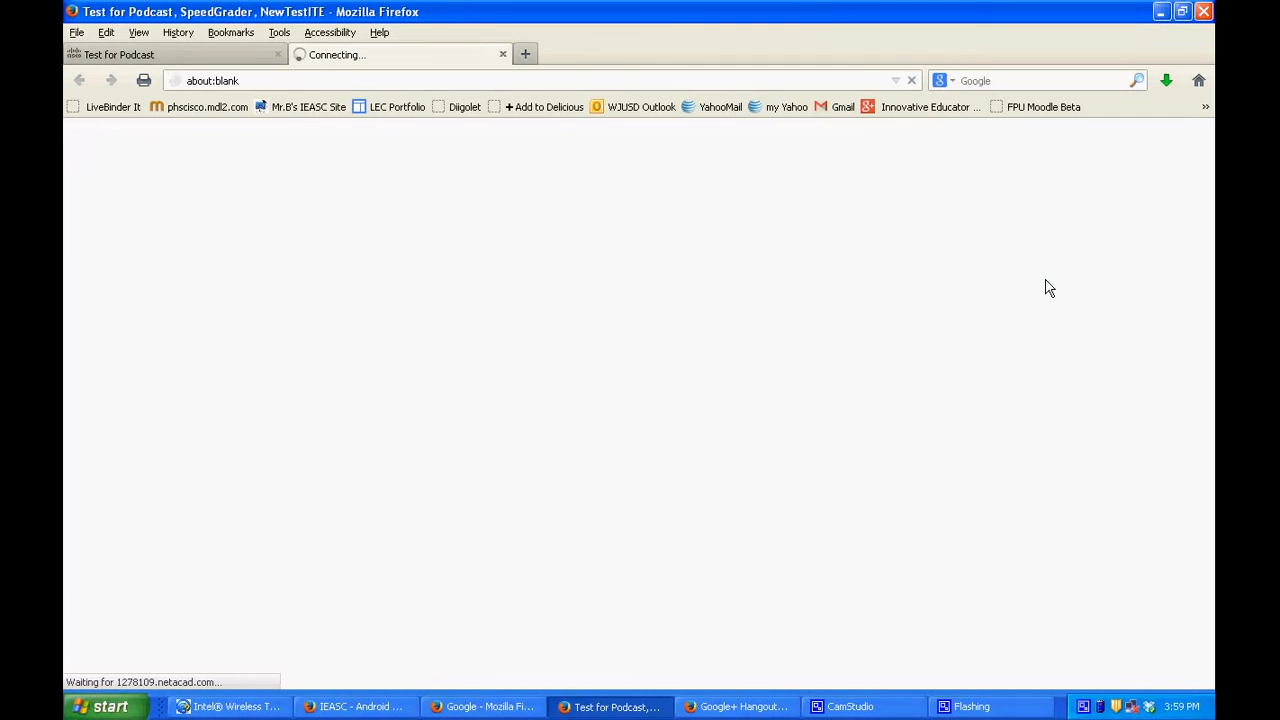 Test for Podcast, SpeedGrader, NewTestITE - Mozilla Firefox
File Edit View History Bookmarks Tools Accessibility Help
Test for Podcast Connecting...
about:blank Google
LiveBinder It phscisco.mdl2.com Mr.B's IEASC Site LEC Portfolio Diigolet + Add to Delicious WJUSD Outlook YahooMail my Yahoo Gmail Innovative Educator ... FPU Moodle Beta »
Waiting for 1278109.netacad.com...
start Intel® Wireless T... IEASC - Android ... Google - Mozilla Fi... Test for Podcast,... Google+ Hangout... CamStudio Flashing 3:59 PM